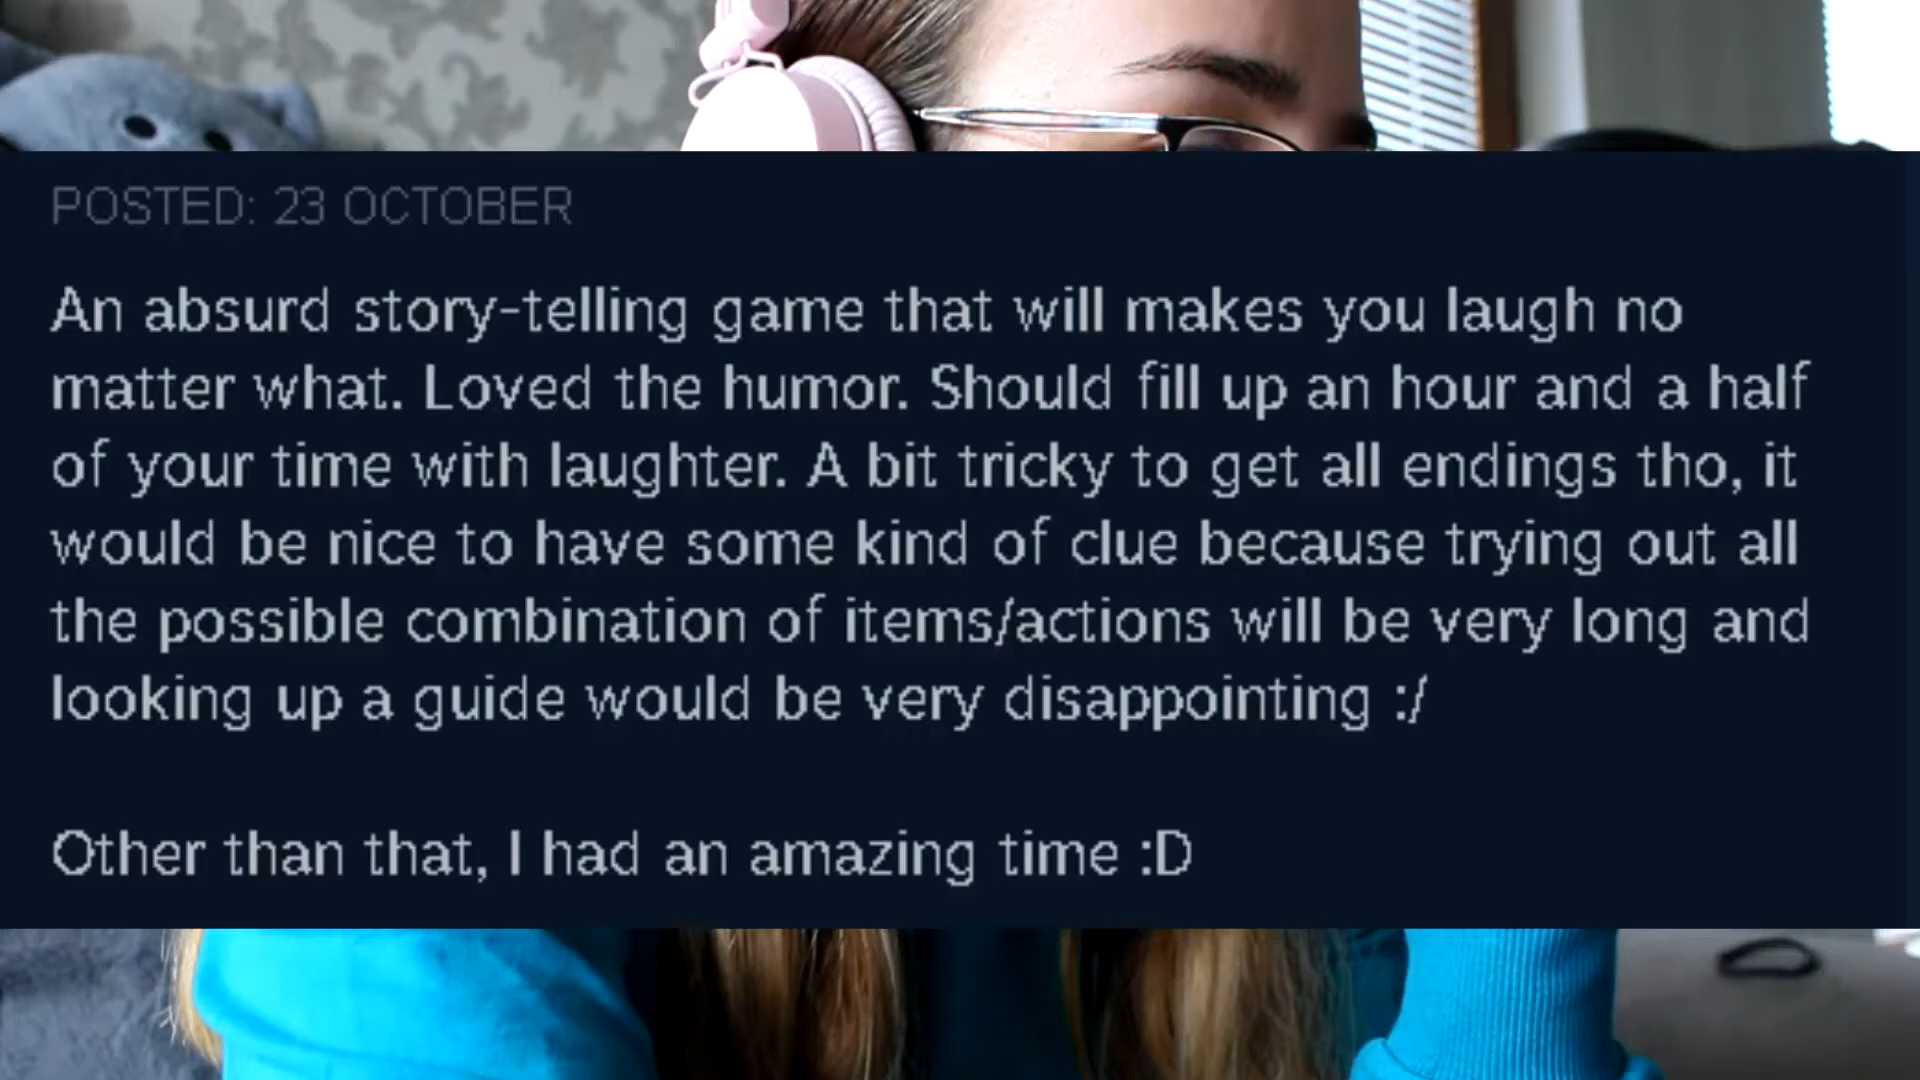 POSTED: 23 OCTOBER
An absurd story-telling game that will makes you laugh no
matter what. Loved the humor. Should fill up an hour and a half
of your time with laughter. A bit tricky to get all endings tho, it
would be nice to have some kind of clue because trying out all
the possible combination of items/actions will be very long and
looking up a guide would be very disappointing :/
Other than that, I had an amazing time :D